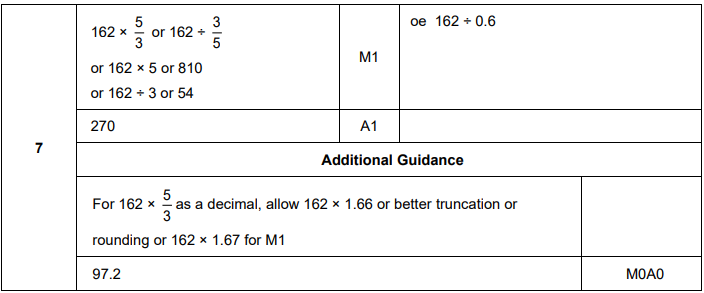 7
162 × 5/3 or 162 ÷ 3/5
or 162 × 5 or 810
or 162 ÷ 3 or 54
M1
oe 162 ÷ 0.6
270
A1
Additional Guidance
For 162 × 5/3 as a decimal, allow 162 × 1.66 or better truncation or
rounding or 162 × 1.67 for M1
97.2
M0A0